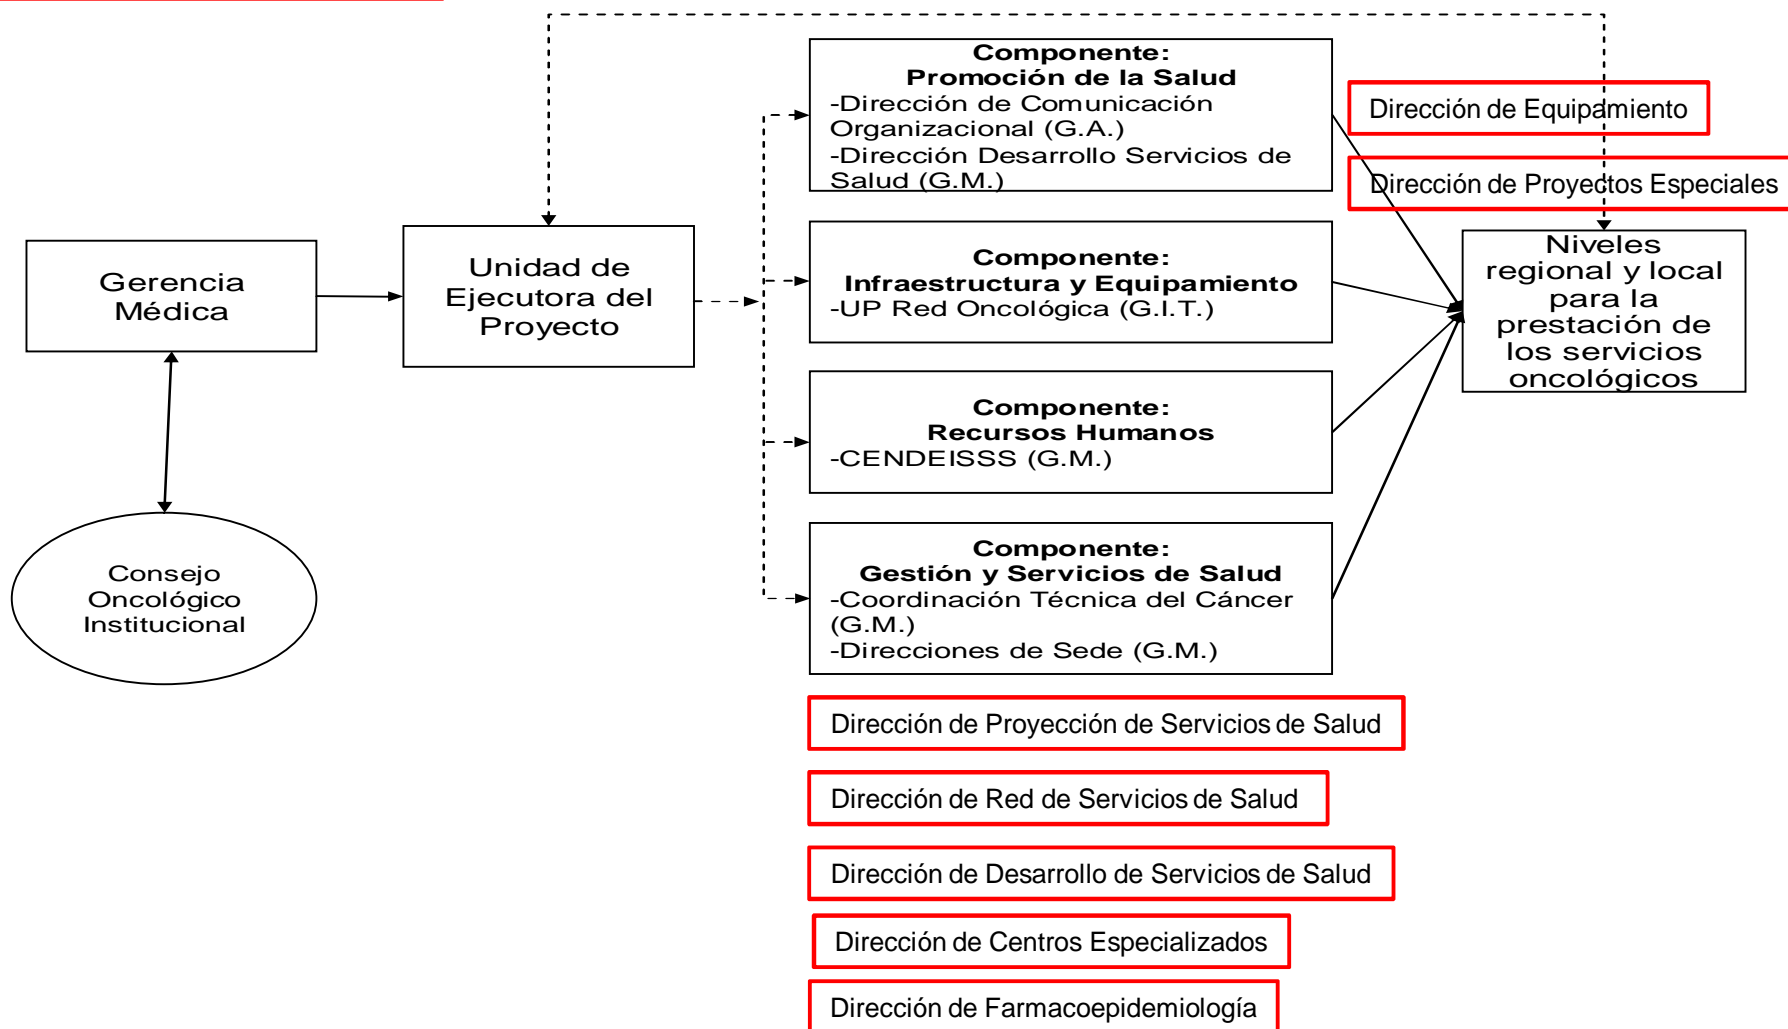 Componente:
Promoción de la Salud
-Dirección de Comunicación
Organizacional (G.A.)
-Dirección Desarrollo Servicios de
Salud (G.M.)
Dirección de Equipamiento
Dirección de Proyectos Especiales
Gerencia
Médica
Unidad de
Ejecutora del
Proyecto
Componente:
Infraestructura y Equipamiento
-UP Red Oncológica (G.I.T.)
Niveles
regional y local
para la
prestación de
los servicios
oncológicos
Componente:
Recursos Humanos
-CENDEISSS (G.M.)
Consejo
Oncológico
Institucional
Componente:
Gestión y Servicios de Salud
-Coordinación Técnica del Cáncer
(G.M.)
-Direcciones de Sede (G.M.)
Dirección de Proyección de Servicios de Salud
Dirección de Red de Servicios de Salud
Dirección de Desarrollo de Servicios de Salud
Dirección de Centros Especializados
Dirección de Farmacoepidemiología